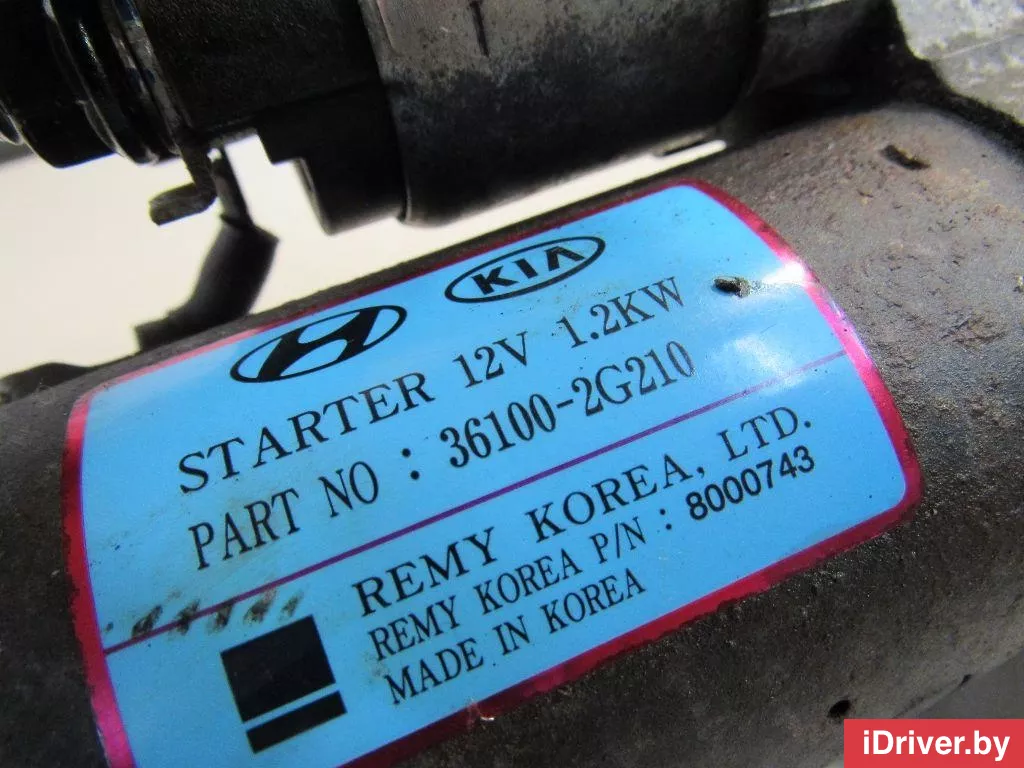 KIA
STARTER 12V 1.2KW
PART NO : 36100-2G210
REMY KOREA, LTD.
REMY KOREA P/N : 8000743
MADE IN KOREA
iDriver.by